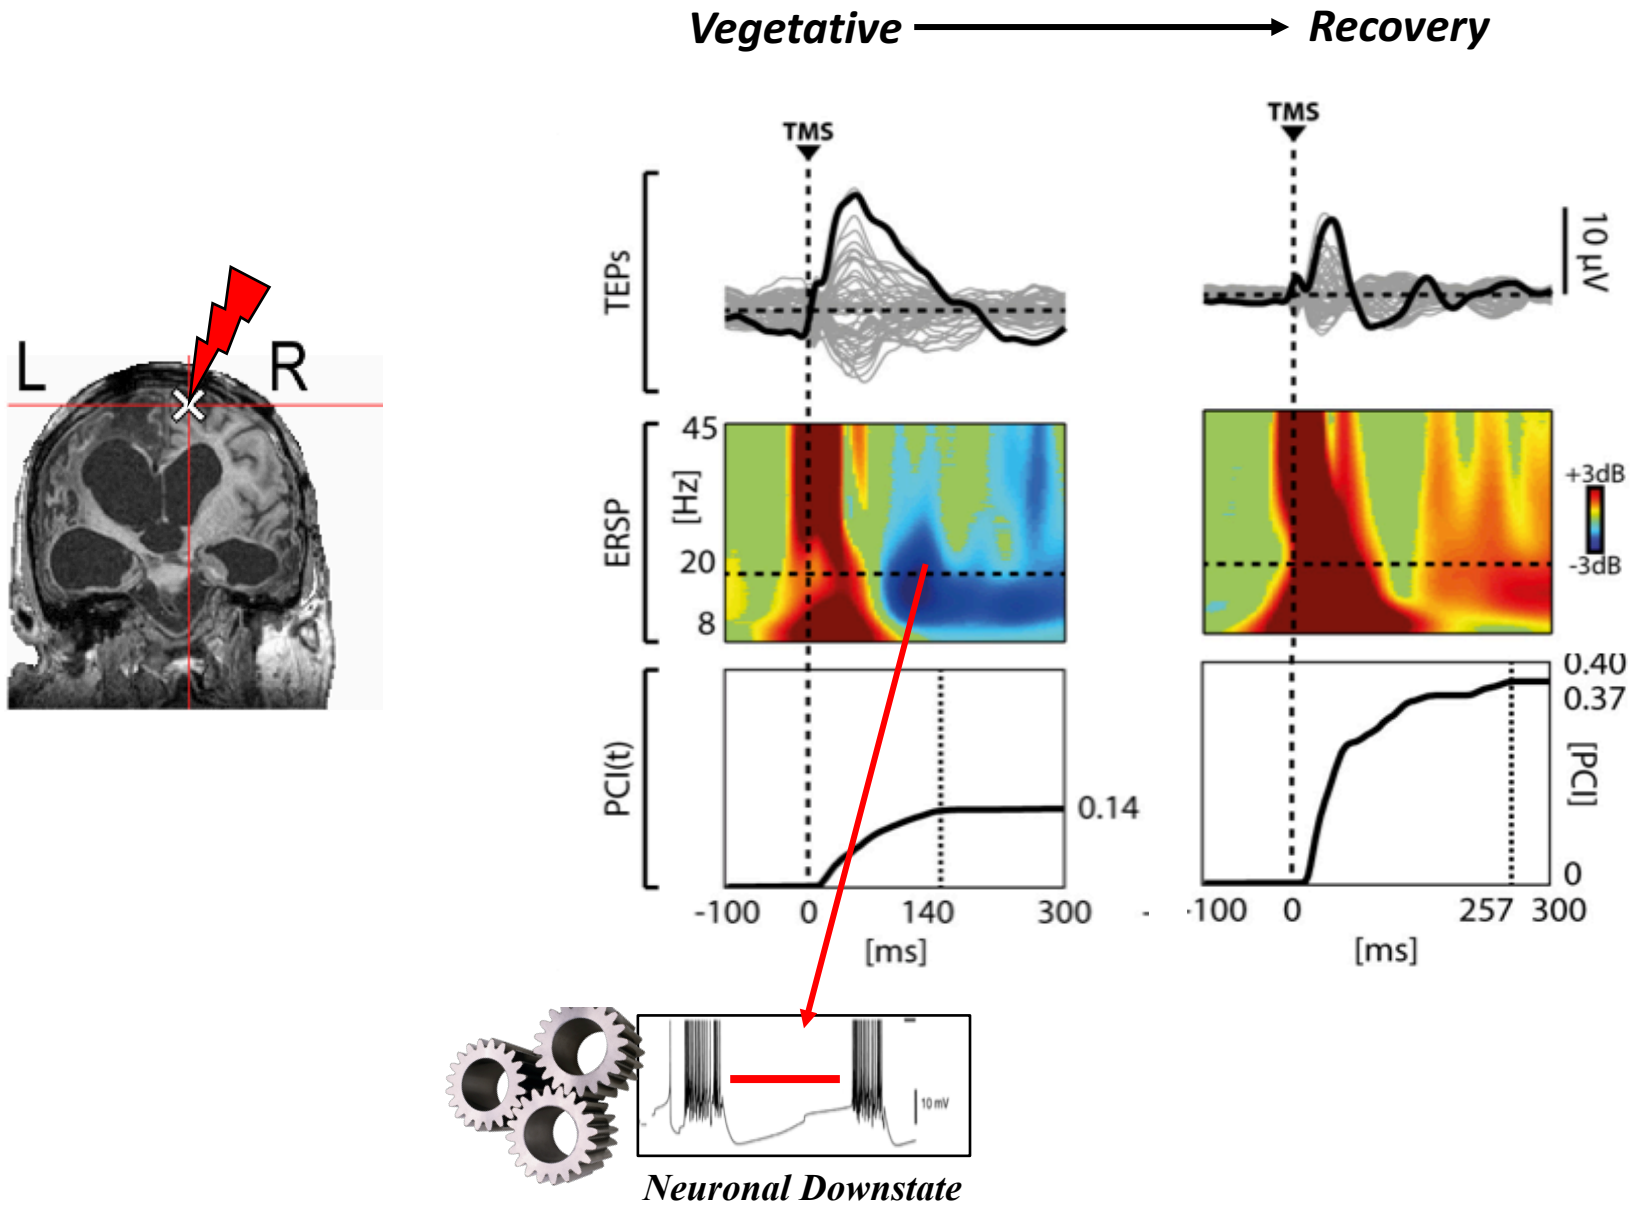 Vegetative
Recovery
TMS
TMS
L
R
TEPs
10 µV
ERSP
[Hz]
45
20
8
+3dB
-3dB
PCI(t)
0.14
0.40
0.37
[PCI]
0
-100 0 140 300
[ms]
-
-100 0 257 300
[ms]
10 mV
Neuronal Downstate